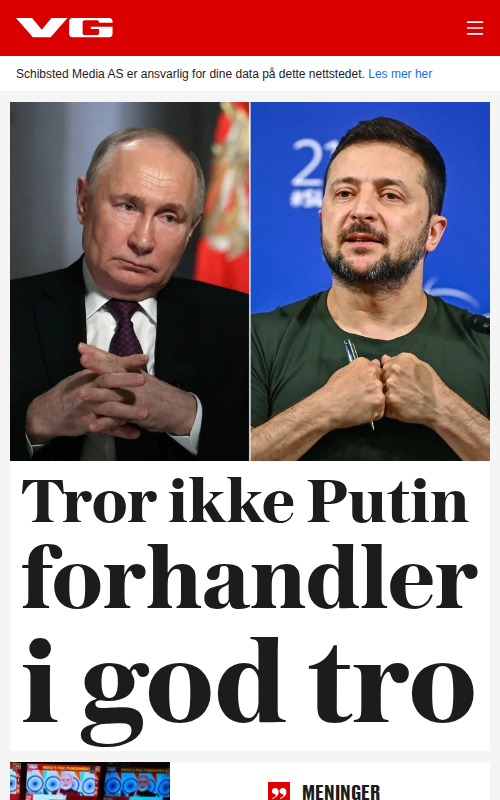 VG
Schibsted Media AS er ansvarlig for dine data på dette nettstedet. Les mer her
Tror ikke Putin
forhandler
i god tro
MENINGER